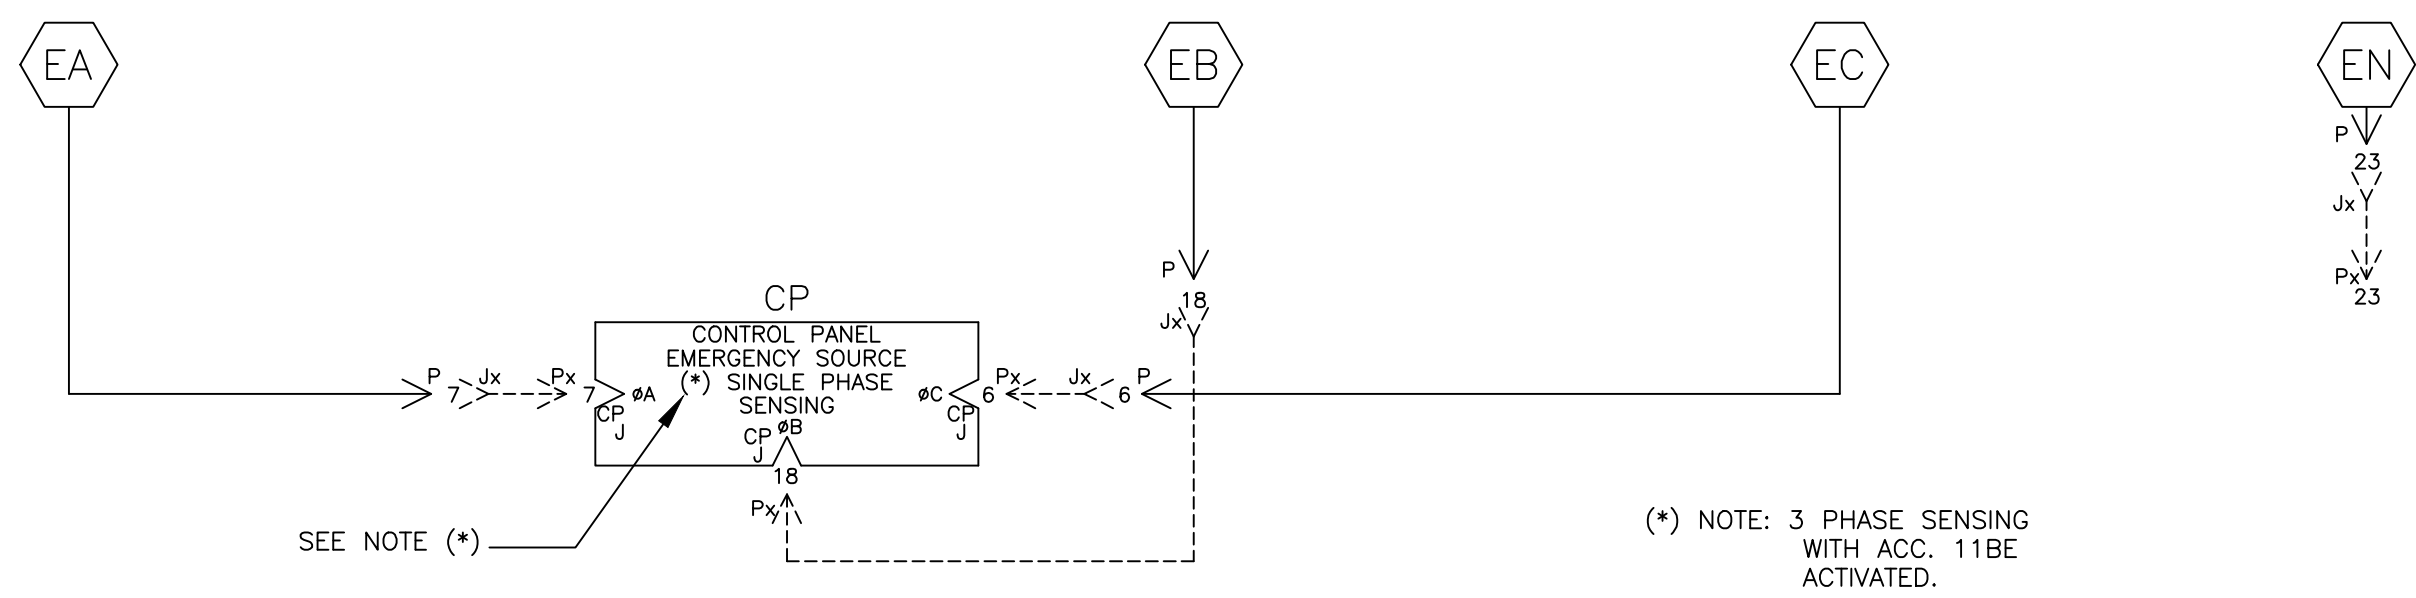 EA
EB
EC
EN
P
23
Jx
Px
23
P
18
Jx
CP
CONTROL PANEL
EMERGENCY SOURCE
(*) SINGLE PHASE
SENSING
P 7 Jx Px 7 øA
CP
J
øC 6 Px Jx 6 P
CP
J
øB
CP
J
18
Px
SEE NOTE (*)
(*) NOTE: 3 PHASE SENSING
WITH ACC. 11BE
ACTIVATED.